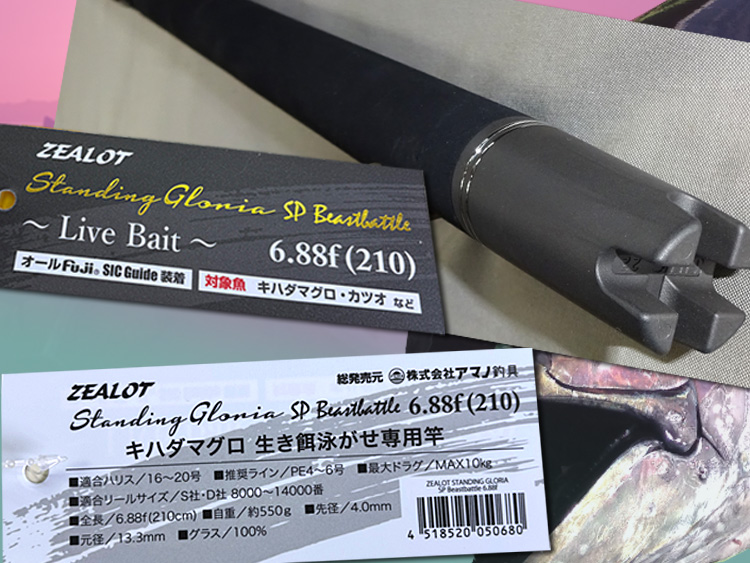 ZEALOT
Standing Gloria SP Beastbattle
～ Live Bait ～ 6.88f(210)
オールFuji® SIC Guide 装着 対象魚 キハダマグロ・カツオ など
ZEALOT 総発売元 株式会社アマノ釣具
Standing Gloria SP Beastbattle 6.88f(210)
キハダマグロ 生き餌泳がせ専用竿
■適合ハリス/16〜20号 ■推奨ライン/PE4〜6号 ■最大ドラグ/MAX10kg
■適合リールサイズ/S社・D社 8000〜14000番
■全長/6.88f(210cm) ■自重/約550g ■先径/4.0mm
■元径/13.3mm ■グラス/100%
ZEALOT STANDING GLORIA
SP Beastbattle 6.88f
4 518520 050680